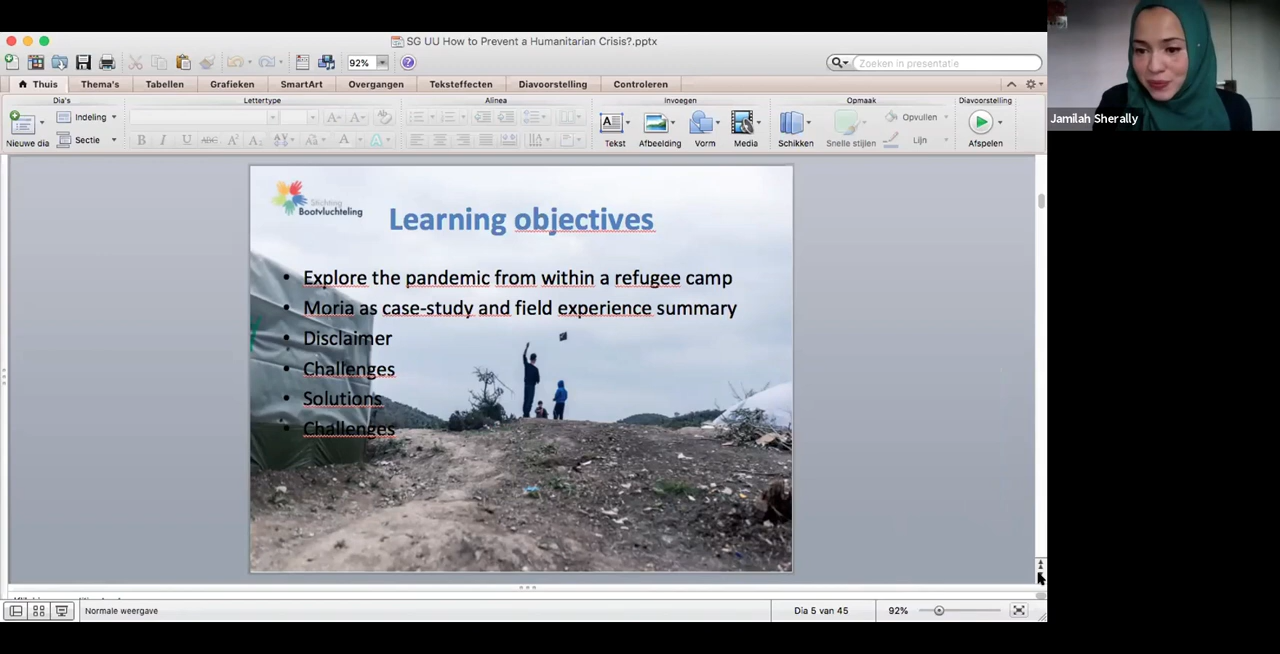 SG UU How to Prevent a Humanitarian Crisis?.pptx
92%
Zoeken in presentatie
Thuis Thema's Tabellen Grafieken SmartArt Overgangen Teksteffecten Diavoorstelling Controleren
Dia's Lettertype Alinea Invoegen Opmaak Diavoorstelling
Nieuwe dia
Indeling
Sectie
B I U ABC A² A₂
Tekst Afbeelding Vorm Media Schikken Snelle stijlen
Opvullen
Lijn
Afspelen
Jamilah Sherally
Stichting
Bootvluchteling
Learning objectives
• Explore the pandemic from within a refugee camp
• Moria as case-study and field experience summary
• Disclaimer
• Challenges
• Solutions
• Challenges
Normale weergave
Dia 5 van 45
92%